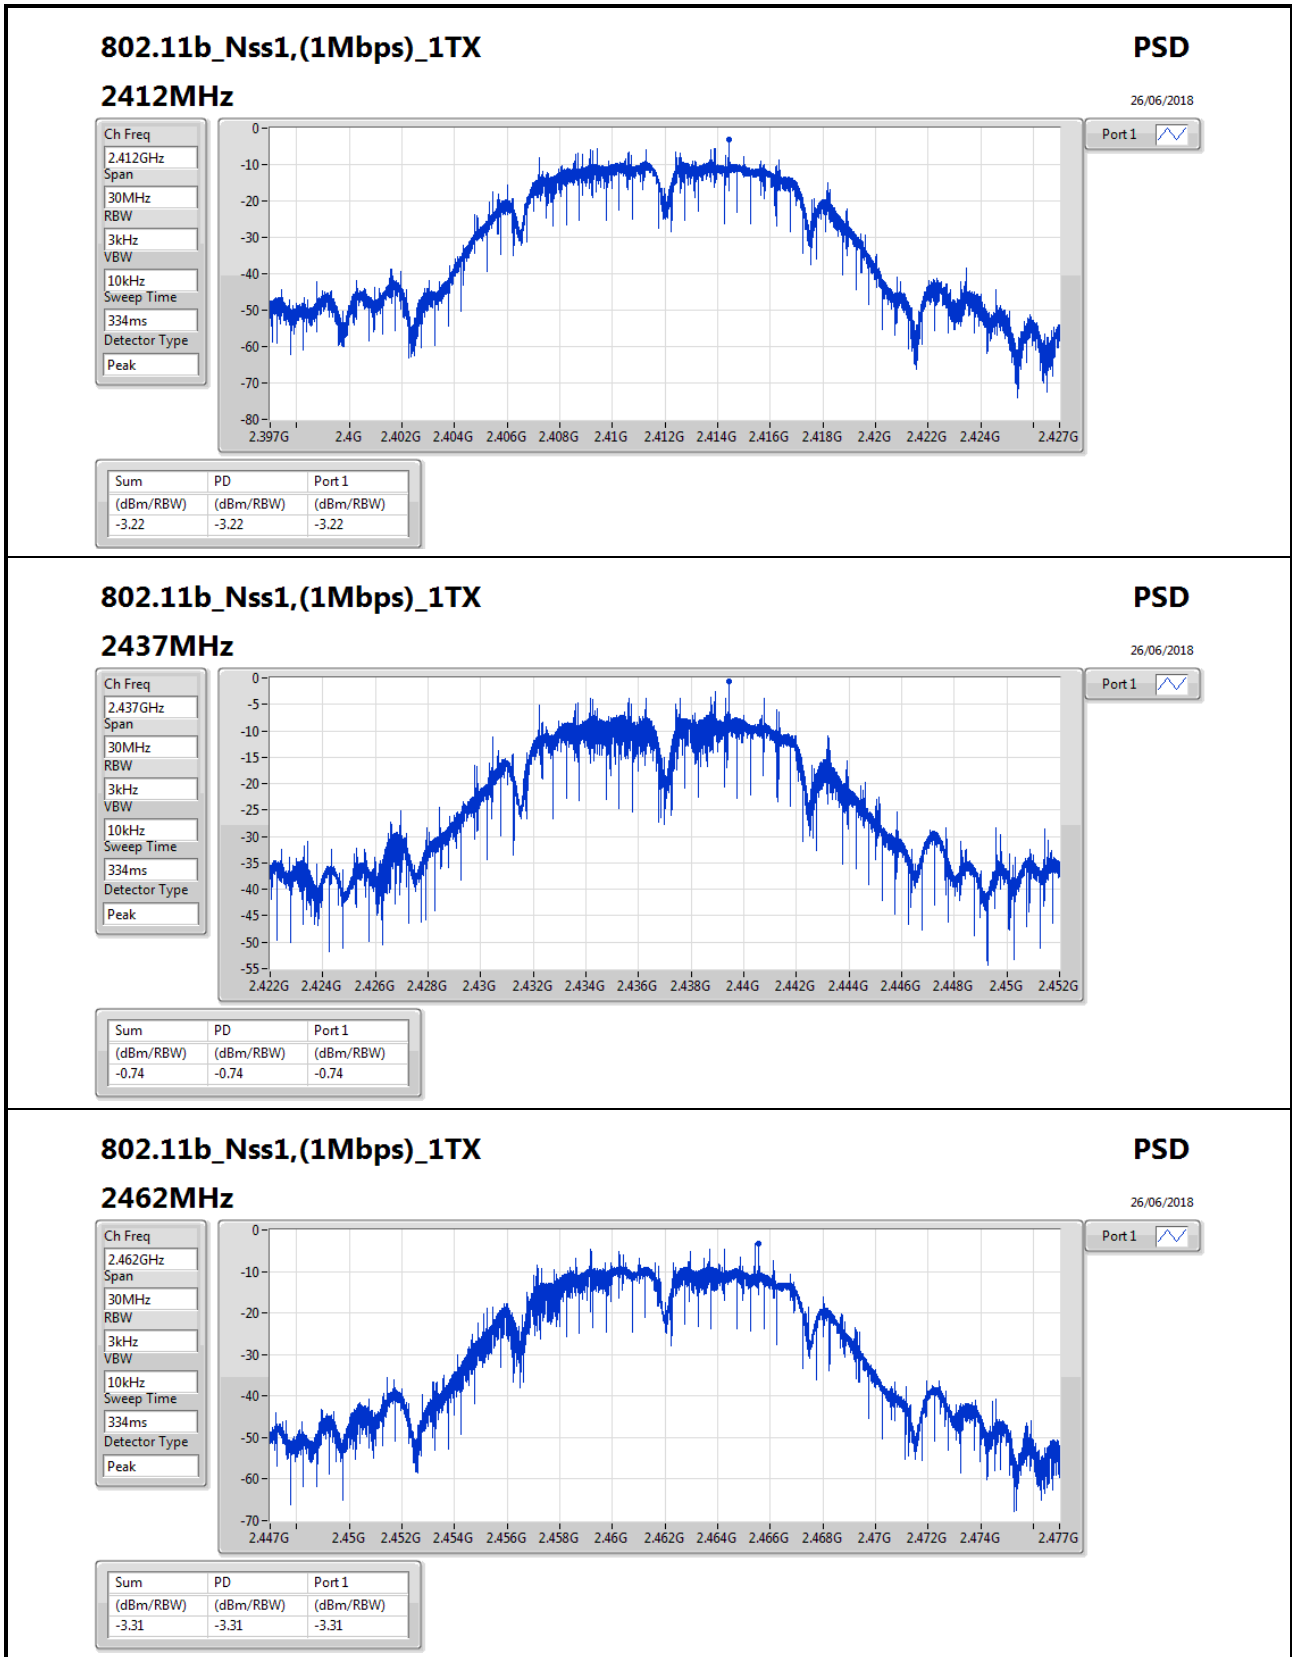 802.11b_Nss1,(1Mbps)_1TX PSD
2412MHz 26/06/2018
Ch Freq
2.412GHz
Span
30MHz
RBW
3kHz
VBW
10kHz
Sweep Time
334ms
Detector Type
Peak
0
-10
-20
-30
-40
-50
-60
-70
-80
2.397G 2.4G 2.402G 2.404G 2.406G 2.408G 2.41G 2.412G 2.414G 2.416G 2.418G 2.42G 2.422G 2.424G 2.427G
Port 1
Sum PD Port 1
(dBm/RBW) (dBm/RBW) (dBm/RBW)
-3.22 -3.22 -3.22
802.11b_Nss1,(1Mbps)_1TX PSD
2437MHz 26/06/2018
Ch Freq
2.437GHz
Span
30MHz
RBW
3kHz
VBW
10kHz
Sweep Time
334ms
Detector Type
Peak
0
-5
-10
-15
-20
-25
-30
-35
-40
-45
-50
-55
2.422G 2.424G 2.426G 2.428G 2.43G 2.432G 2.434G 2.436G 2.438G 2.44G 2.442G 2.444G 2.446G 2.448G 2.45G 2.452G
Port 1
Sum PD Port 1
(dBm/RBW) (dBm/RBW) (dBm/RBW)
-0.74 -0.74 -0.74
802.11b_Nss1,(1Mbps)_1TX PSD
2462MHz 26/06/2018
Ch Freq
2.462GHz
Span
30MHz
RBW
3kHz
VBW
10kHz
Sweep Time
334ms
Detector Type
Peak
0
-10
-20
-30
-40
-50
-60
-70
2.447G 2.45G 2.452G 2.454G 2.456G 2.458G 2.46G 2.462G 2.464G 2.466G 2.468G 2.47G 2.472G 2.474G 2.477G
Port 1
Sum PD Port 1
(dBm/RBW) (dBm/RBW) (dBm/RBW)
-3.31 -3.31 -3.31